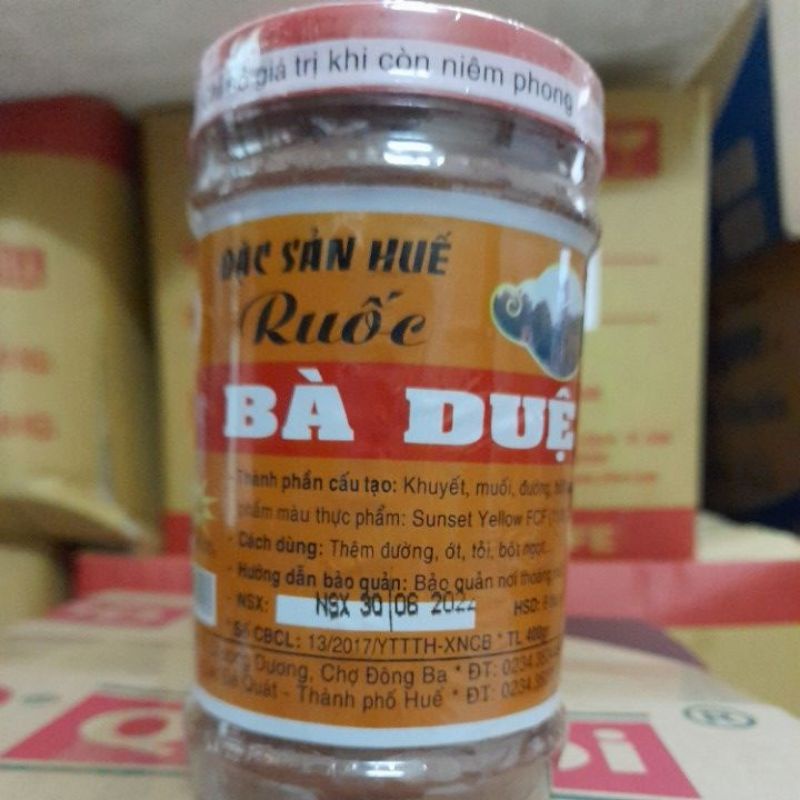 giá trị khi còn niêm phong
ĐẶC SẢN HUẾ
Ruốc
BÀ DUỆ
- Thành phần cấu tạo: Khuyết, muối, đường,
phẩm màu thực phẩm: Sunset Yellow FCF
- Cách dùng: Thêm đường, ớt, tỏi, bột ngọt...
- Hướng dẫn bảo quản: Bảo quản nơi thoáng
- NSX: NSX 30 06 2022 HSD:
Số CBCL: 13/2017/YTTTH-XNCB * TL 400g
Dương, Chợ Đông Ba * ĐT: 0234.
Quát - Thành phố Huế * ĐT: 0234.